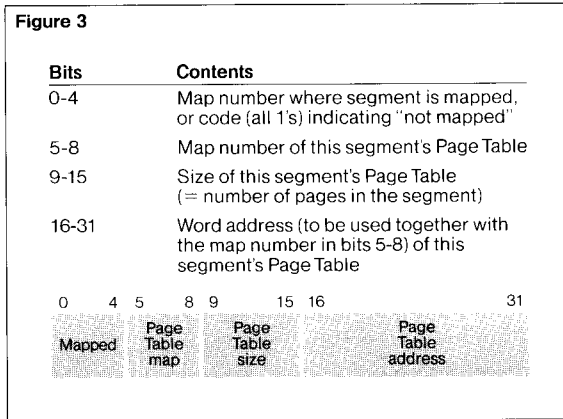 Figure 3
Bits Contents
0-4 Map number where segment is mapped,
or code (all 1's) indicating "not mapped"
5-8 Map number of this segment's Page Table
9-15 Size of this segment's Page Table
(= number of pages in the segment)
16-31 Word address (to be used together with
the map number in bits 5-8) of this
segment's Page Table
0 4 5 8 9 15 16 31
Mapped Page Table map Page Table size Page Table address